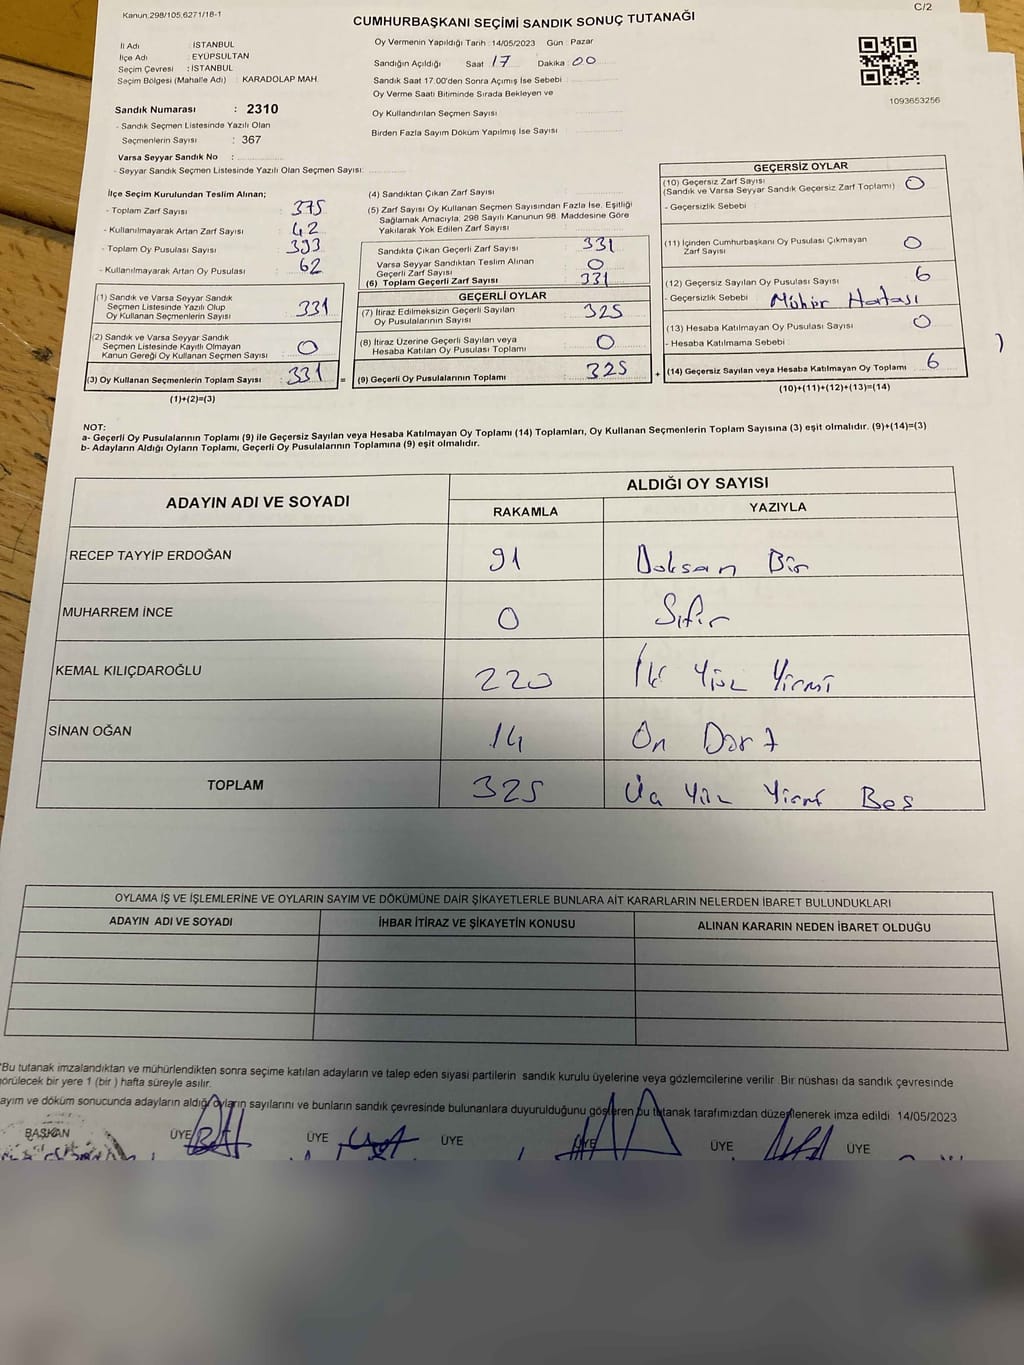 Kanun;298/105,6271/18-1
C/2
CUMHURBAŞKANI SEÇİMİ SANDIK SONUÇ TUTANAĞI
İl Adı : İSTANBUL
İlçe Adı : EYÜPSULTAN
Seçim Çevresi : İSTANBUL
Seçim Bölgesi (Mahalle Adı) : KARADOLAP MAH.
Sandık Numarası : 2310
- Sandık Seçmen Listesinde Yazılı Olan
Seçmenlerin Sayısı : 367
Varsa Seyyar Sandık No :
- Seyyar Sandık Seçmen Listesinde Yazılı Olan Seçmen Sayısı:
Oy Vermenin Yapıldığı Tarih : 14/05/2023 Gün : Pazar
Sandığın Açıldığı Saat 17 Dakika 00
Sandık Saat 17.00'den Sonra Açımış İse Sebebi
Oy Verme Saati Bitiminde Sırada Bekleyen ve
Oy Kullandırılan Seçmen Sayısı
Birden Fazla Sayım Döküm Yapılmış İse Sayısı
1093653256
İlçe Seçim Kurulundan Teslim Alınan;
- Toplam Zarf Sayısı : 375
- Kullanılmayarak Artan Zarf Sayısı : 42
- Toplam Oy Pusulası Sayısı : 393
- Kullanılmayarak Artan Oy Pusulası : 62
(1) Sandık ve Varsa Seyyar Sandık
Seçmen Listesinde Yazılı Olup
Oy Kullanan Seçmenlerin Sayısı 331
(2) Sandık ve Varsa Seyyar Sandık
Seçmen Listesinde Kayıtlı Olmayan
Kanun Gereği Oy Kullanan Seçmen Sayısı 0
(3) Oy Kullanan Seçmenlerin Toplam Sayısı 331 =
(1)+(2)=(3)
(4) Sandıktan Çıkan Zarf Sayısı
(5) Zarf Sayısı Oy Kullanan Seçmen Sayısından Fazla İse, Eşitliği
Sağlamak Amacıyla, 298 Sayılı Kanunun 98. Maddesine Göre
Yakılarak Yok Edilen Zarf Sayısı
Sandıkta Çıkan Geçerli Zarf Sayısı 331
Varsa Seyyar Sandıktan Teslim Alınan
Geçerli Zarf Sayısı 0
(6) Toplam Geçerli Zarf Sayısı 331
GEÇERLİ OYLAR
(7) İtiraz Edilmeksizin Geçerli Sayılan
Oy Pusulalarının Sayısı 325
(8) İtiraz Üzerine Geçerli Sayılan veya
Hesaba Katılan Oy Pusulası Toplamı 0
(9) Geçerli Oy Pusulalarının Toplamı 325 +
GEÇERSİZ OYLAR
(10) Geçersiz Zarf Sayısı
(Sandık ve Varsa Seyyar Sandık Geçersiz Zarf Toplamı) 0
- Geçersizlik Sebebi
(11) İçinden Cumhurbaşkanı Oy Pusulası Çıkmayan
Zarf Sayısı 0
(12) Geçersiz Sayılan Oy Pusulası Sayısı 6
- Geçersizlik Sebebi Mühür Hatası
(13) Hesaba Katılmayan Oy Pusulası Sayısı 0
- Hesaba Katılmama Sebebi
(14) Geçersiz Sayılan veya Hesaba Katılmayan Oy Toplamı 6
(10)+(11)+(12)+(13)=(14)
NOT:
a- Geçerli Oy Pusulalarının Toplamı (9) ile Geçersiz Sayılan veya Hesaba Katılmayan Oy Toplamı (14) Toplamları, Oy Kullanan Seçmenlerin Toplam Sayısına (3) eşit olmalıdır. (9)+(14)=(3)
b- Adayların Aldığı Oyların Toplamı, Geçerli Oy Pusulalarının Toplamına (9) eşit olmalıdır.
ADAYIN ADI VE SOYADI
ALDIĞI OY SAYISI
RAKAMLA YAZIYLA
RECEP TAYYİP ERDOĞAN 91 Doksan Bir
MUHARREM İNCE 0 Sıfır
KEMAL KILIÇDAROĞLU 220 İki Yüz Yirmi
SİNAN OĞAN 14 On Dört
TOPLAM 325 Üç Yüz Yirmi Beş
OYLAMA İŞ VE İŞLEMLERİNE VE OYLARIN SAYIM VE DÖKÜMÜNE DAİR ŞİKAYETLERLE BUNLARA AİT KARARLARIN NELERDEN İBARET BULUNDUKLARI
ADAYIN ADI VE SOYADI İHBAR İTİRAZ VE ŞİKAYETİN KONUSU ALINAN KARARIN NEDEN İBARET OLDUĞU
*Bu tutanak imzalandıktan ve mühürlendikten sonra seçime katılan adayların ve talep eden siyasi partilerin sandık kurulu üyelerine veya gözlemcilerine verilir. Bir nüshası da sandık çevresinde
görülecek bir yere 1 (bir ) hafta süreyle asılır.
ayım ve döküm sonucunda adayların aldığı oyların sayılarını ve bunların sandık çevresinde bulunanlara duyurulduğunu gösteren bu tutanak tarafımızdan düzenlenerek imza edildi. 14/05/2023
BAŞKAN ÜYE ÜYE ÜYE ÜYE ÜYE ÜYE